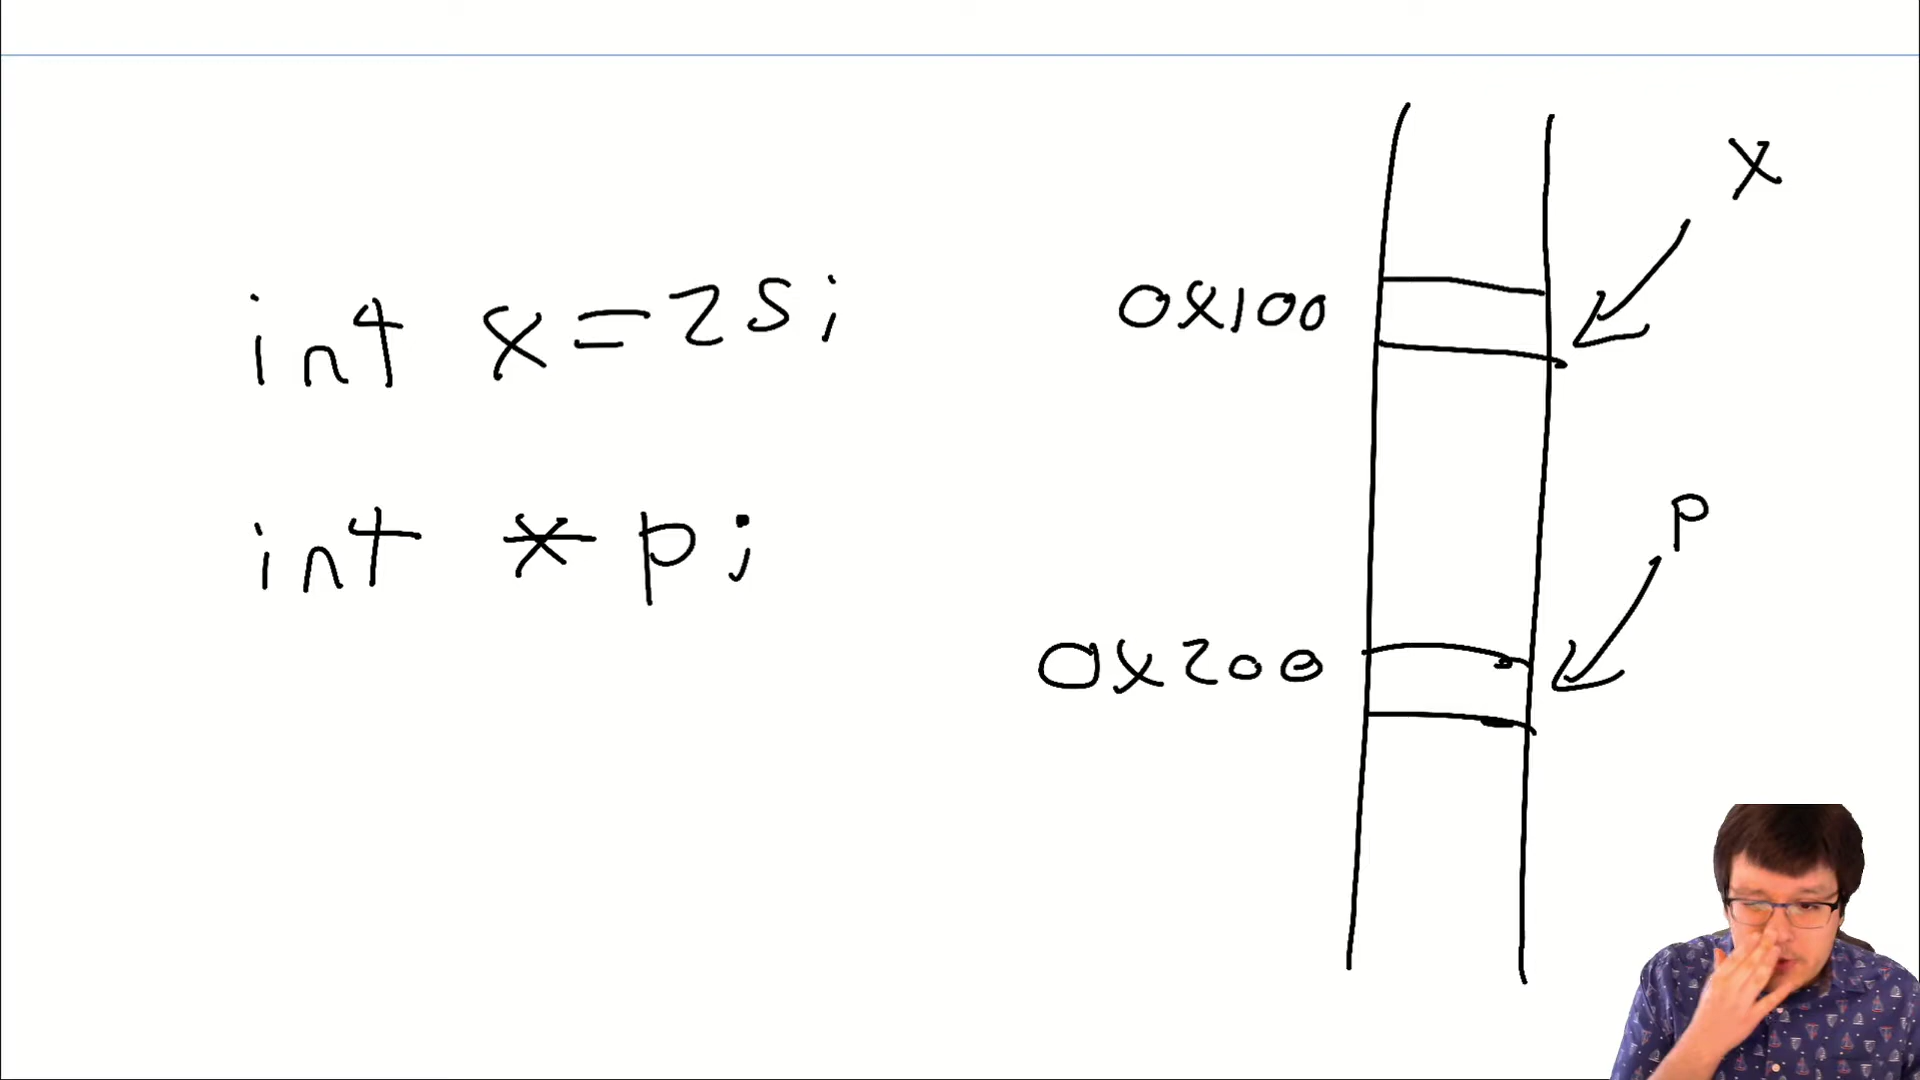 int x=25;
int *p;
x
0x100
p
0x200